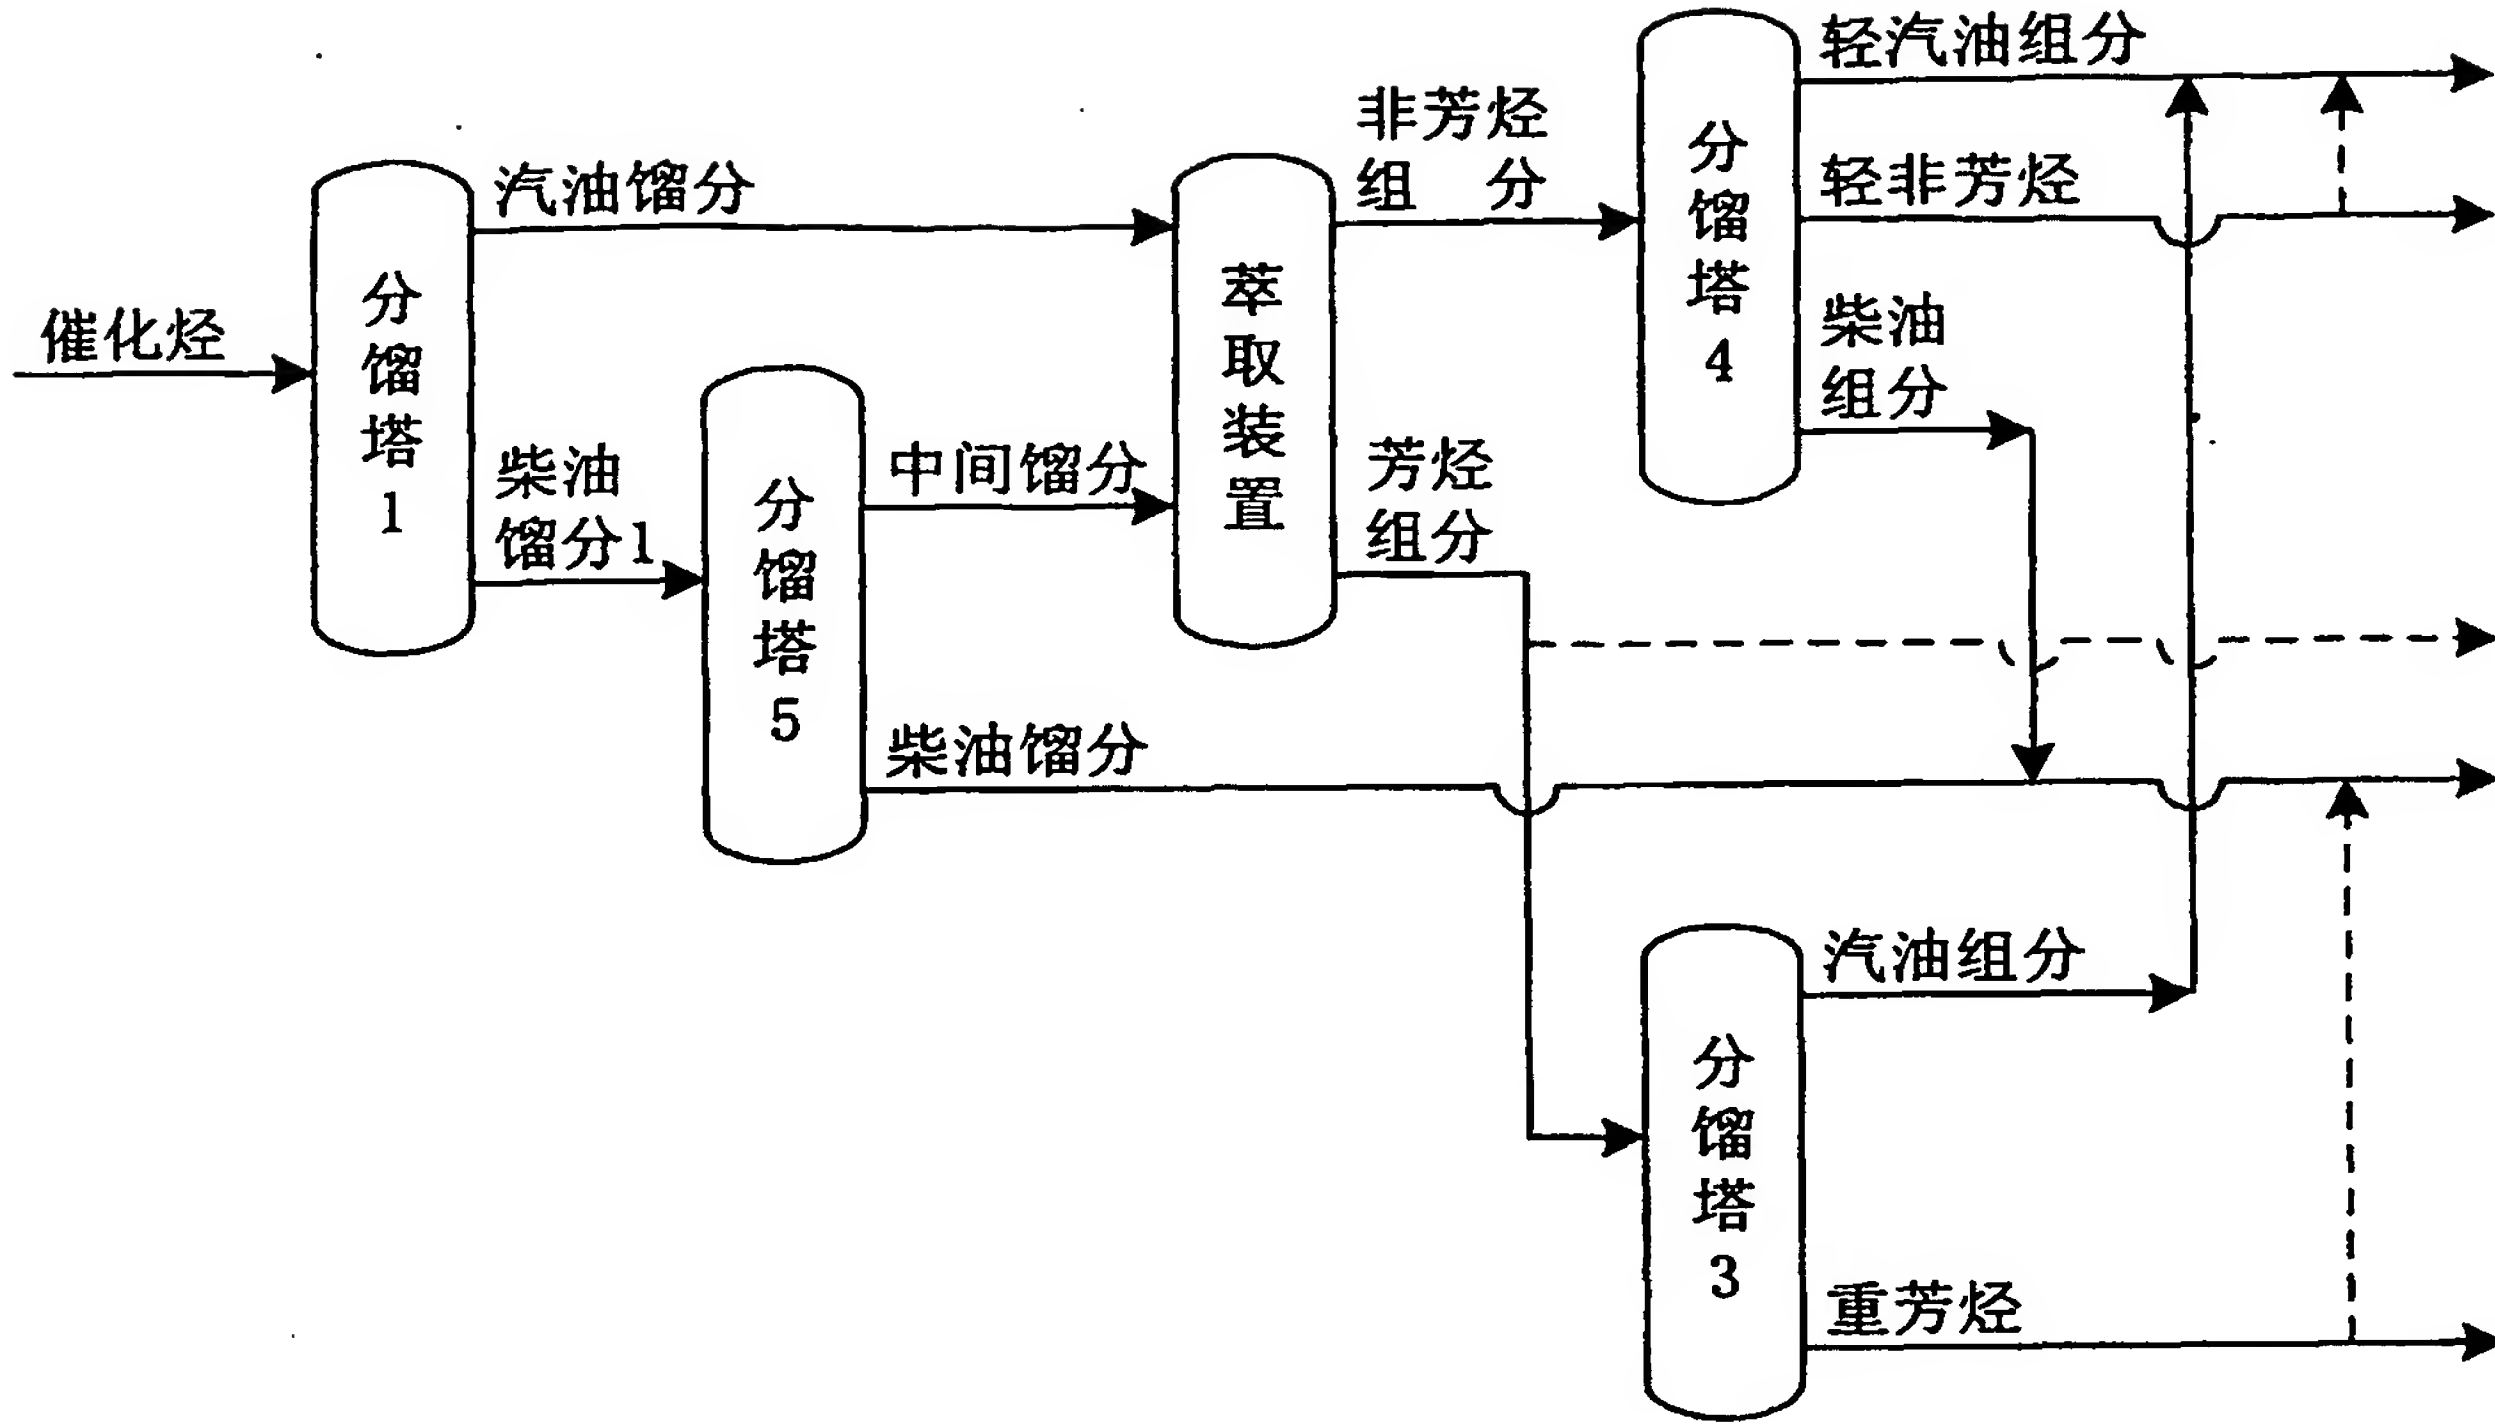 催化烃
分
馏
塔
1
汽油馏分
柴油
馏分1
分
馏
塔
5
中间馏分
柴油馏分
萃
取
装
置
非芳烃
组 分
芳烃
组分
分
馏
塔
4
轻汽油组分
轻非芳烃
柴油
组分
分
馏
塔
3
汽油组分
重芳烃